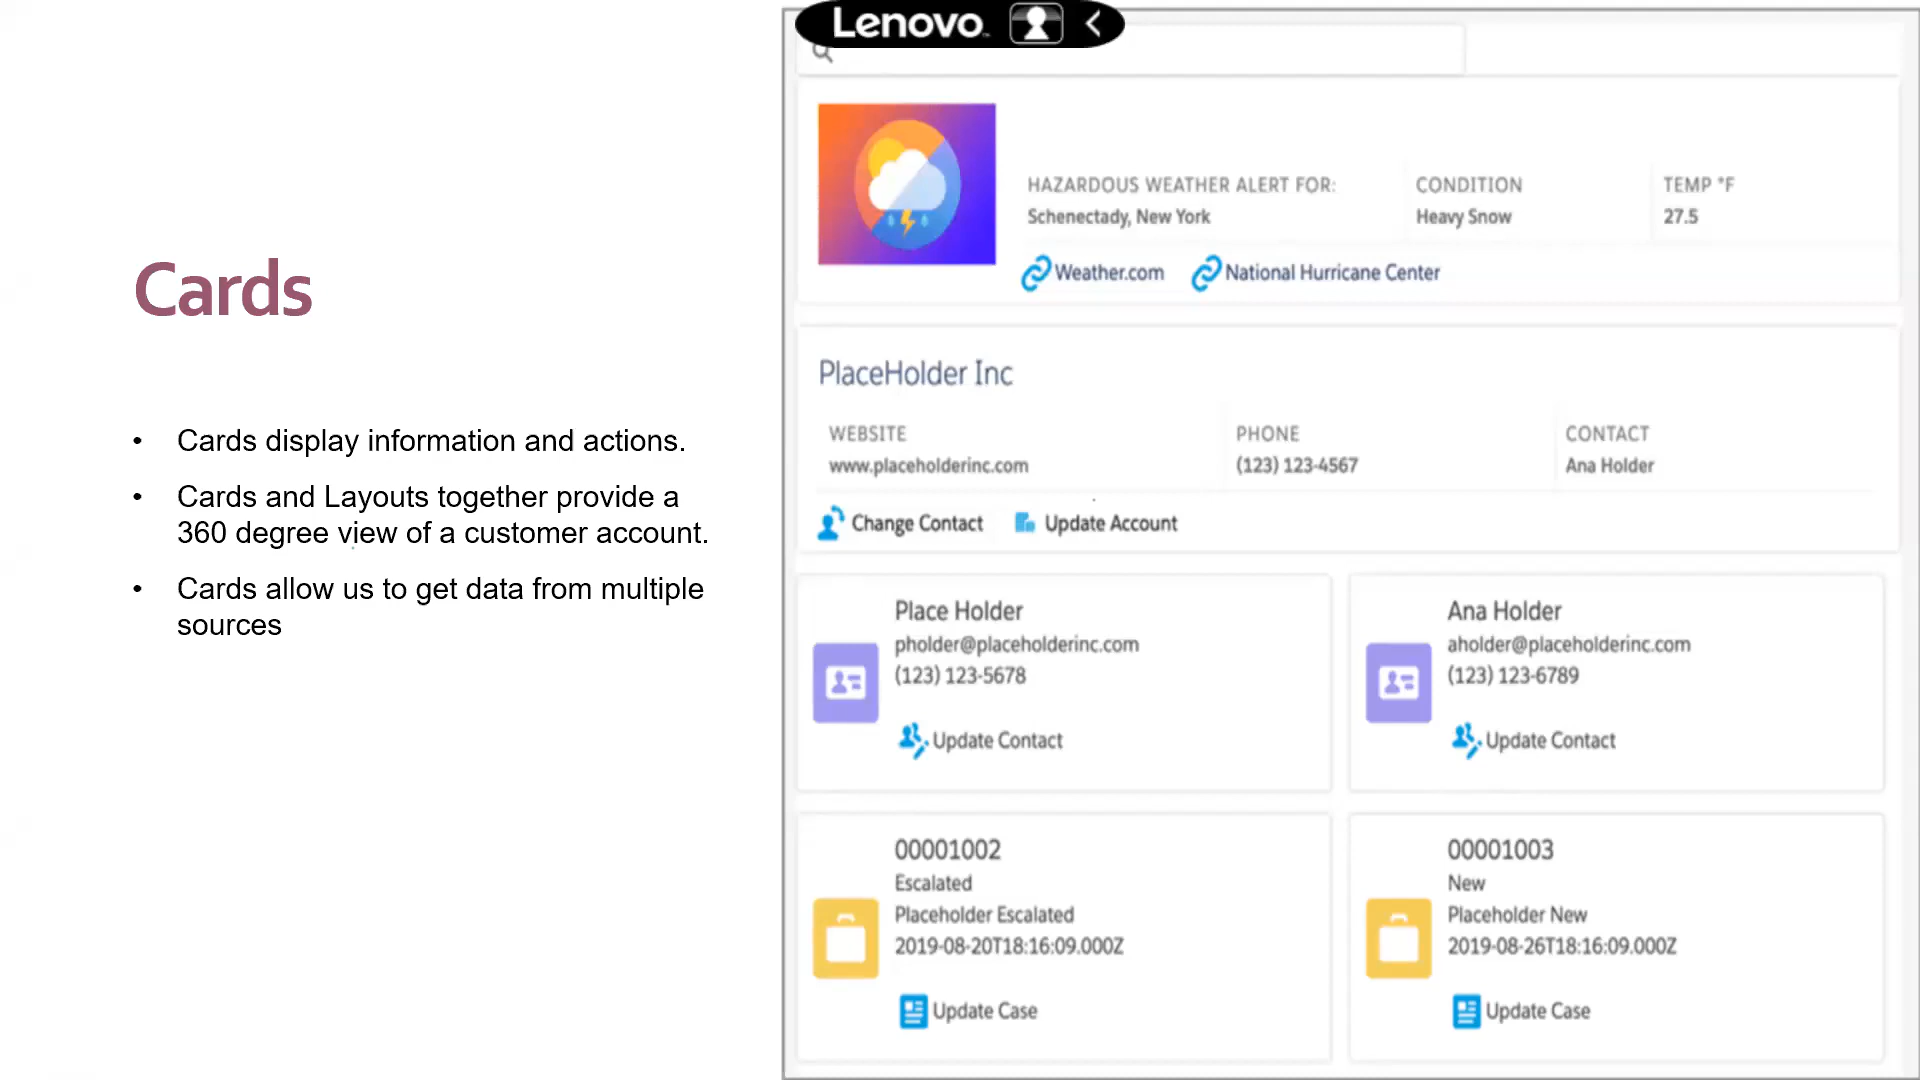 Lenovo
Cards
• Cards display information and actions.
• Cards and Layouts together provide a
360 degree view of a customer account.
• Cards allow us to get data from multiple
sources
HAZARDOUS WEATHER ALERT FOR:
Schenectady, New York
CONDITION
Heavy Snow
TEMP °F
27.5
Weather.com
National Hurricane Center
PlaceHolder Inc
WEBSITE
www.placeholderinc.com
PHONE
(123) 123-4567
CONTACT
Ana Holder
Change Contact
Update Account
Place Holder
pholder@placeholderinc.com
(123) 123-5678
Update Contact
Ana Holder
aholder@placeholderinc.com
(123) 123-6789
Update Contact
00001002
Escalated
Placeholder Escalated
2019-08-20T18:16:09.000Z
Update Case
00001003
New
Placeholder New
2019-08-26T18:16:09.000Z
Update Case